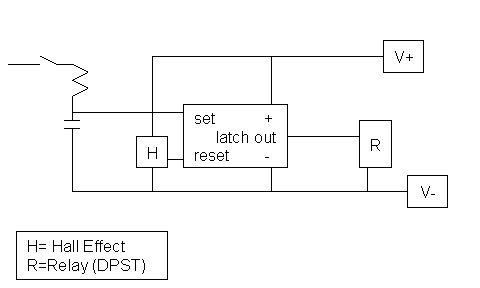 V+
set +
latch out
H
reset -
R
V-
H= Hall Effect
R=Relay (DPST)